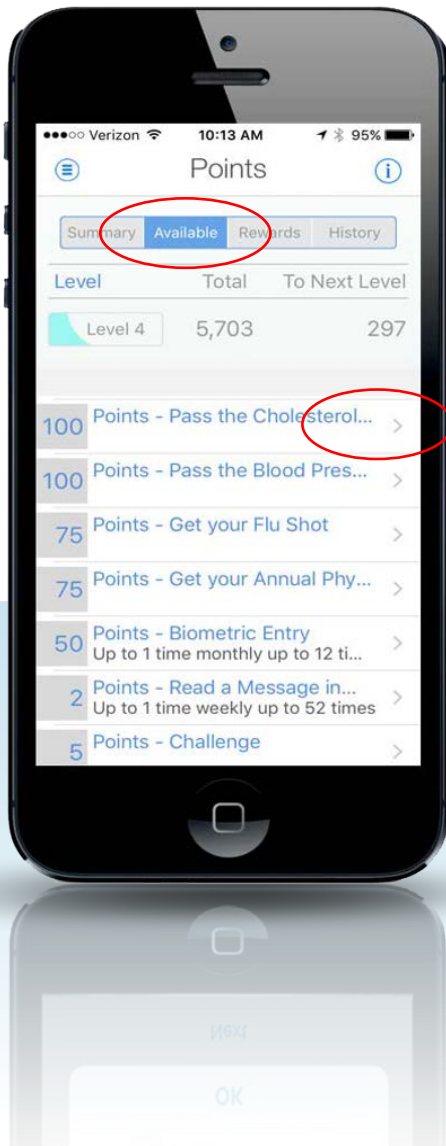 Verizon 10:13 AM 95%
Points
Summary Available Rewards History
Level Total To Next Level
Level 4 5,703 297
100 Points - Pass the Cholesterol...
100 Points - Pass the Blood Pres...
75 Points - Get your Flu Shot
75 Points - Get your Annual Phy...
50 Points - Biometric Entry
Up to 1 time monthly up to 12 ti...
2 Points - Read a Message in...
Up to 1 time weekly up to 52 times
5 Points - Challenge
Next
OK